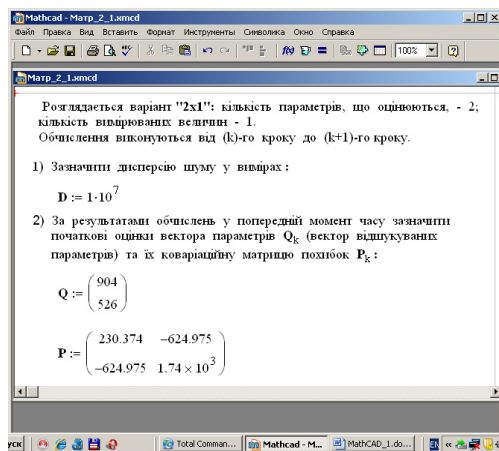 Mathcad - Матр_2_1.xmcd
Файл Правка Вид Вставить Формат Инструменты Символика Окно Справка
100%
Матр_2_1.xmcd
Розглядається варіант "2x1": кількість параметрів, що оцінюються, - 2;
кількість вимірюваних величин - 1.
Обчислення виконуються від (k)-го кроку до (k+1)-го кроку.
1) Зазначити дисперсію шуму у вимірах :
D := 1·10^7
2) За результатами обчислень у попередній момент часу зазначити
початкові оцінки вектора параметрів Q_k (вектор відшукуваних
параметрів) та їх коваріаційну матрицю похибок P_k :
Q := (904
526)
P := (230.374 -624.975
-624.975 1.74 × 10^3)
уск Total Comman... Mathcad - М... MathCAD_1.do... EN